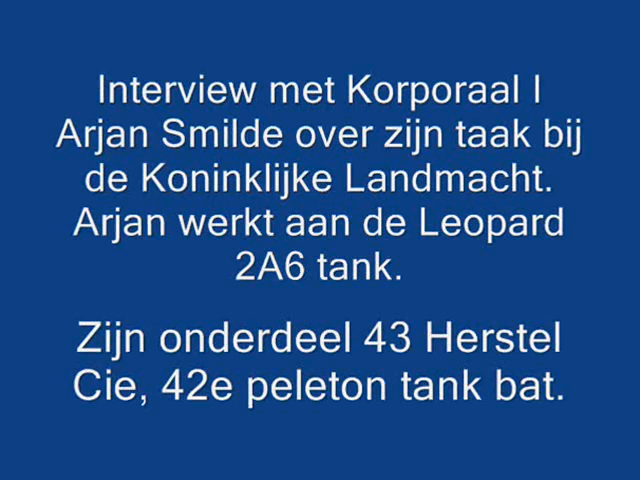 Interview met Korporaal I
Arjan Smilde over zijn taak bij
de Koninklijke Landmacht.
Arjan werkt aan de Leopard
2A6 tank.
Zijn onderdeel 43 Herstel
Cie, 42e peleton tank bat.